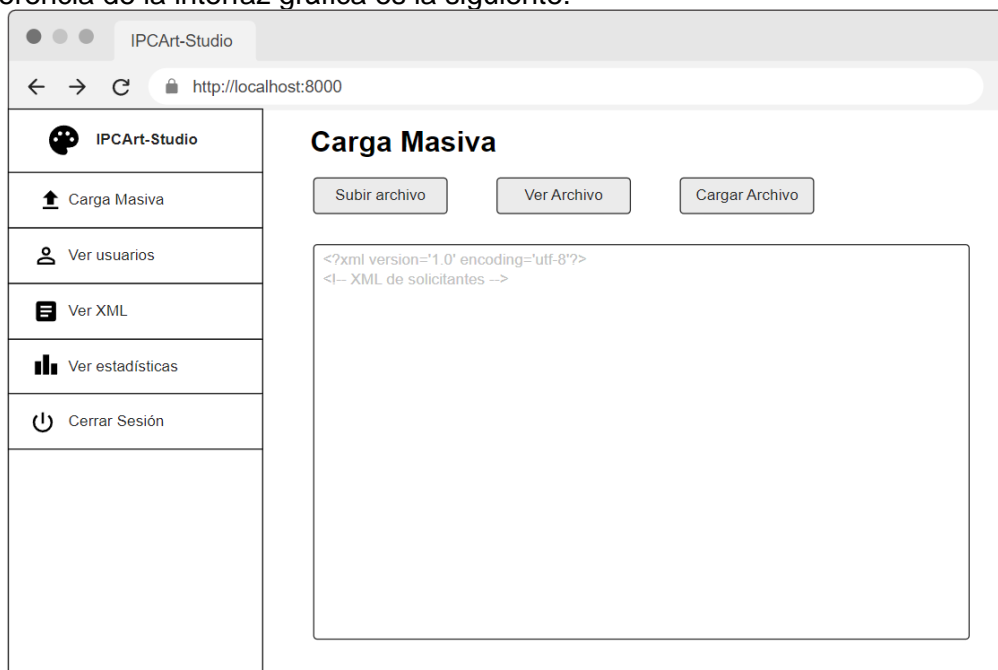 erencia de la interfaz gráfica es la siguiente:
IPCArt-Studio
http://localhost:8000
IPCArt-Studio
Carga Masiva
Ver usuarios
Ver XML
Ver estadísticas
Cerrar Sesión
Carga Masiva
Subir archivo
Ver Archivo
Cargar Archivo
<?xml version='1.0' encoding='utf-8'?>
<!-- XML de solicitantes -->